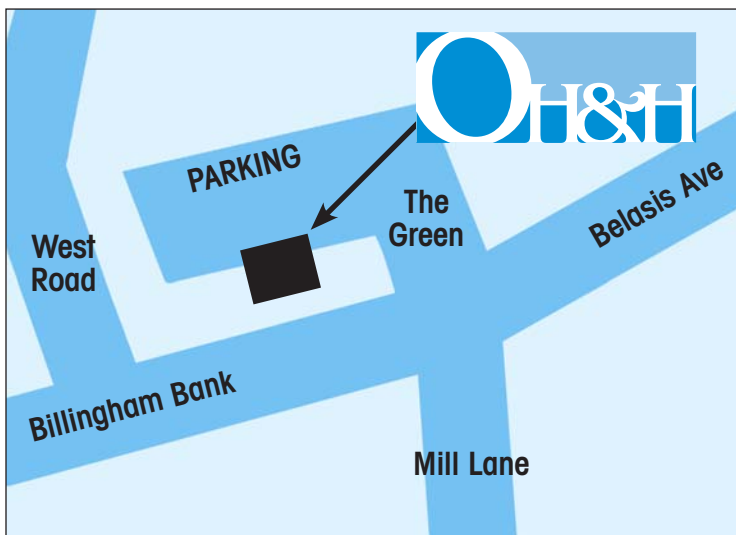 OH&H
PARKING
The
Green
Belasis Ave
West
Road
Billingham Bank
Mill Lane